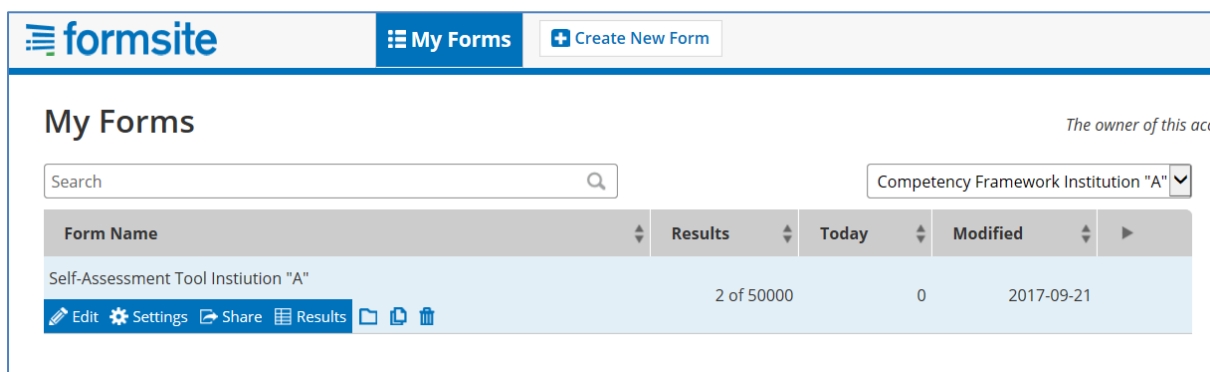 formsite My Forms Create New Form
My Forms
The owner of this acc
Search Competency Framework Institution "A"
Form Name Results Today Modified
Self-Assessment Tool Instiution "A"
2 of 50000 0 2017-09-21
Edit Settings Share Results